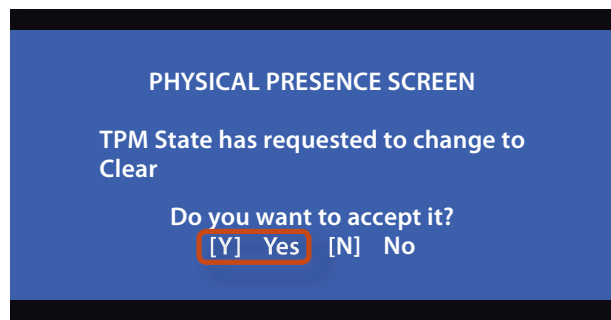 PHYSICAL PRESENCE SCREEN
TPM State has requested to change to
Clear
Do you want to accept it?
[Y] Yes [N] No